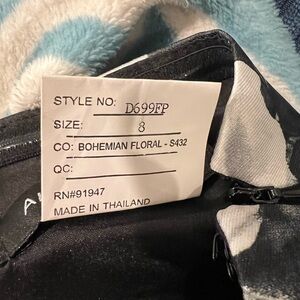 STYLE NO: D699FP
SIZE: 8
CO: BOHEMIAN FLORAL - S432
QC:
RN#91947
MADE IN THAILAND